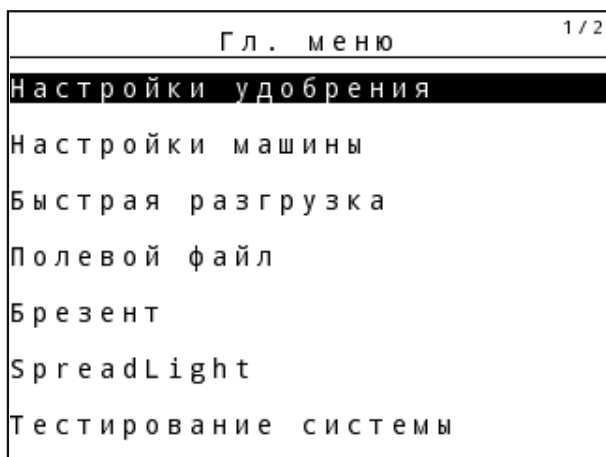 1/2
Гл. меню
Настройки удобрения
Настройки машины
Быстрая разгрузка
Полевой файл
Брезент
SpreadLight
Тестирование системы